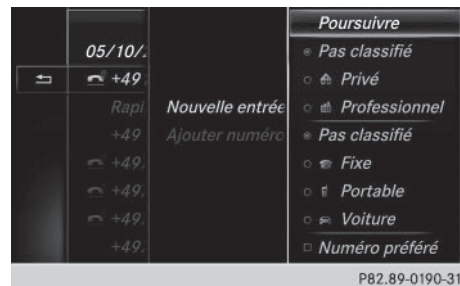 05/10/
+49
Rapi
+49
+49.
+49.
+49.
Nouvelle entrée
Ajouter numéro
Poursuivre
Pas classifié
Privé
Professionnel
Pas classifié
Fixe
Portable
Voiture
Numéro préféré
P82.89-0190-31